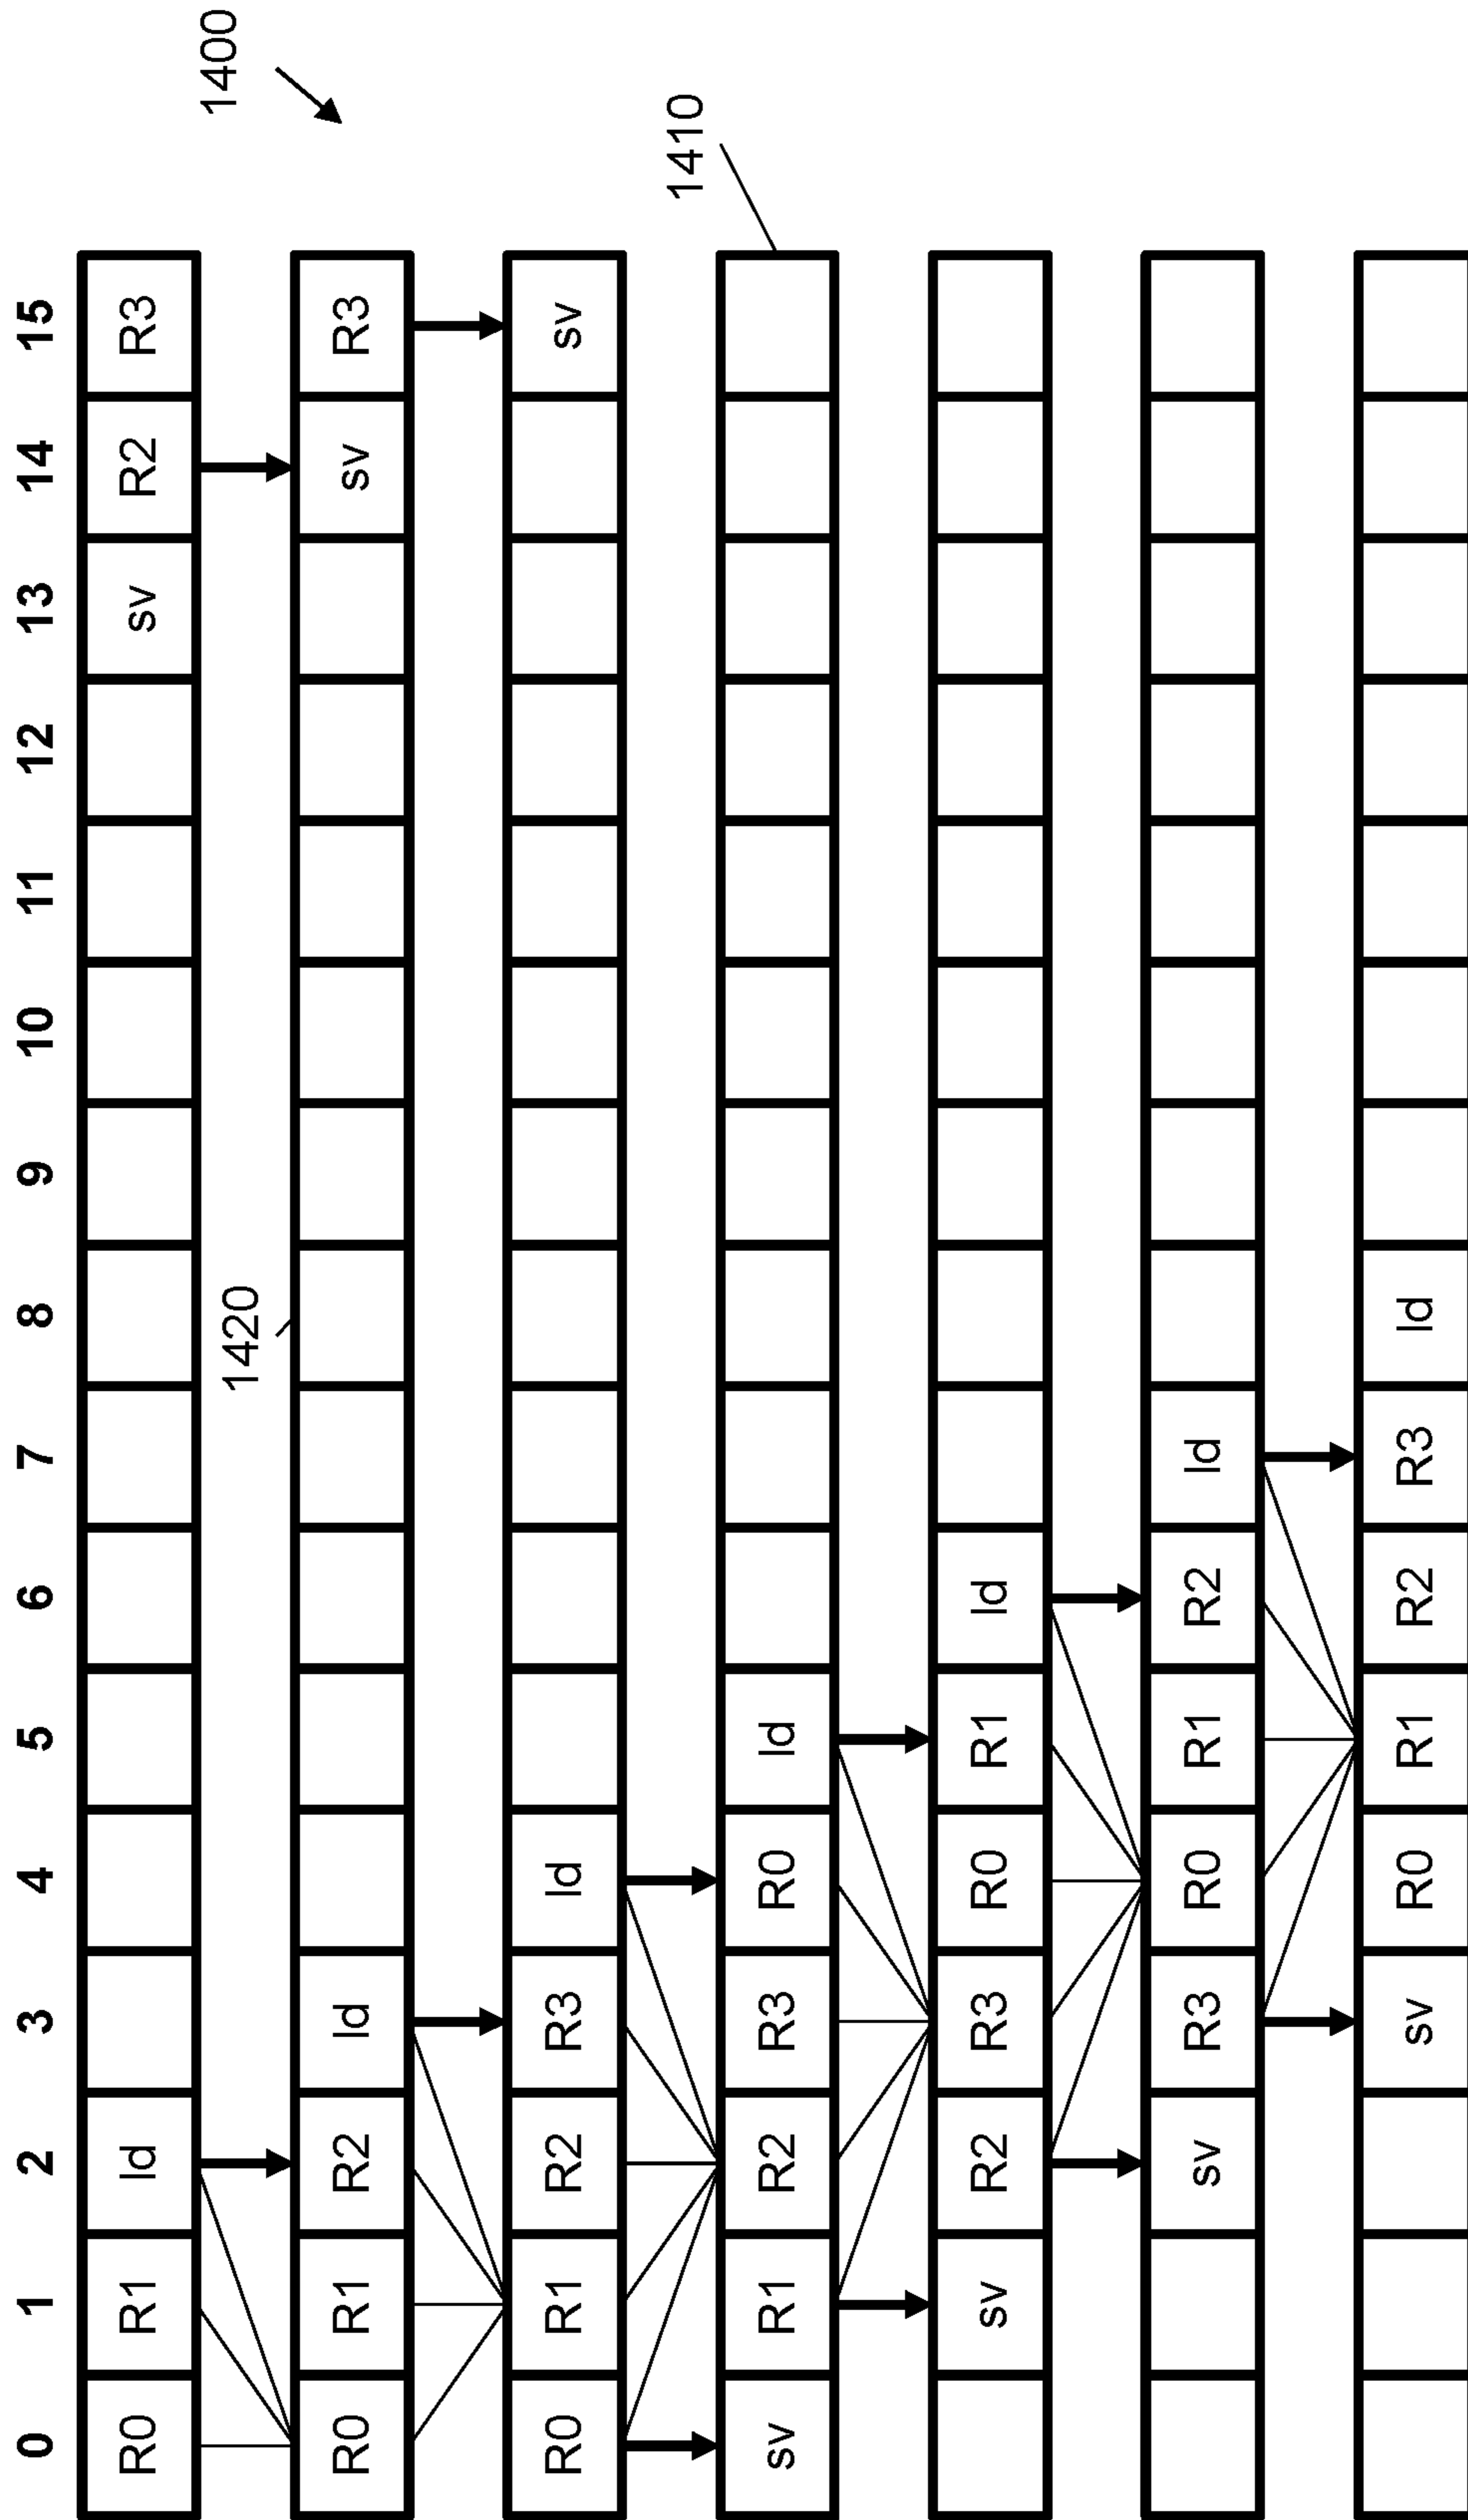 0 1 2 3 4 5 6 7 8 9 10 11 12 13 14 15
R0 R1 ld sv R2 R3
1420 1400
R0 R1 R2 ld sv R3
R0 R1 R2 R3 ld sv
1410
sv R1 R2 R3 R0 ld
sv R2 R3 R0 R1 ld
sv R3 R0 R1 R2 ld
sv R0 R1 R2 R3 ld